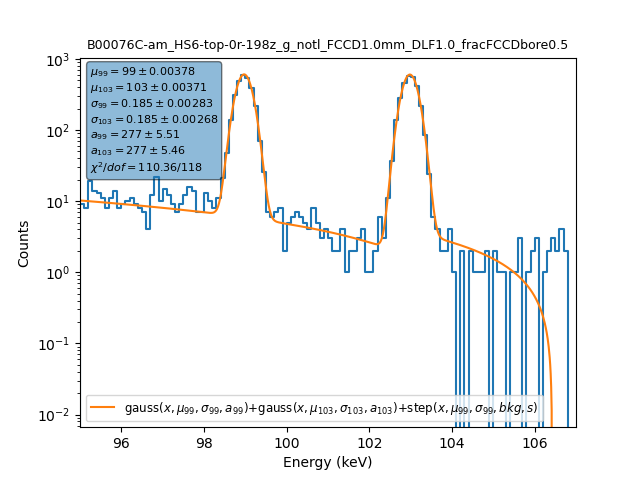 B00076C-am_HS6-top-0r-198z_g_notl_FCCD1.0mm_DLF1.0_fracFCCDbore0.5
μ₉₉ = 99 ± 0.00378
μ₁₀₃ = 103 ± 0.00371
σ₉₉ = 0.185 ± 0.00283
σ₁₀₃ = 0.185 ± 0.00268
a₉₉ = 277 ± 5.51
a₁₀₃ = 277 ± 5.46
χ²/dof = 110.36/118
10³
10²
10¹
10⁰
10⁻¹
10⁻²
Counts
gauss(x, μ₉₉, σ₉₉, a₉₉)+gauss(x, μ₁₀₃, σ₁₀₃, a₁₀₃)+step(x, μ₉₉, σ₉₉, bkg, s)
96 98 100 102 104 106
Energy (keV)